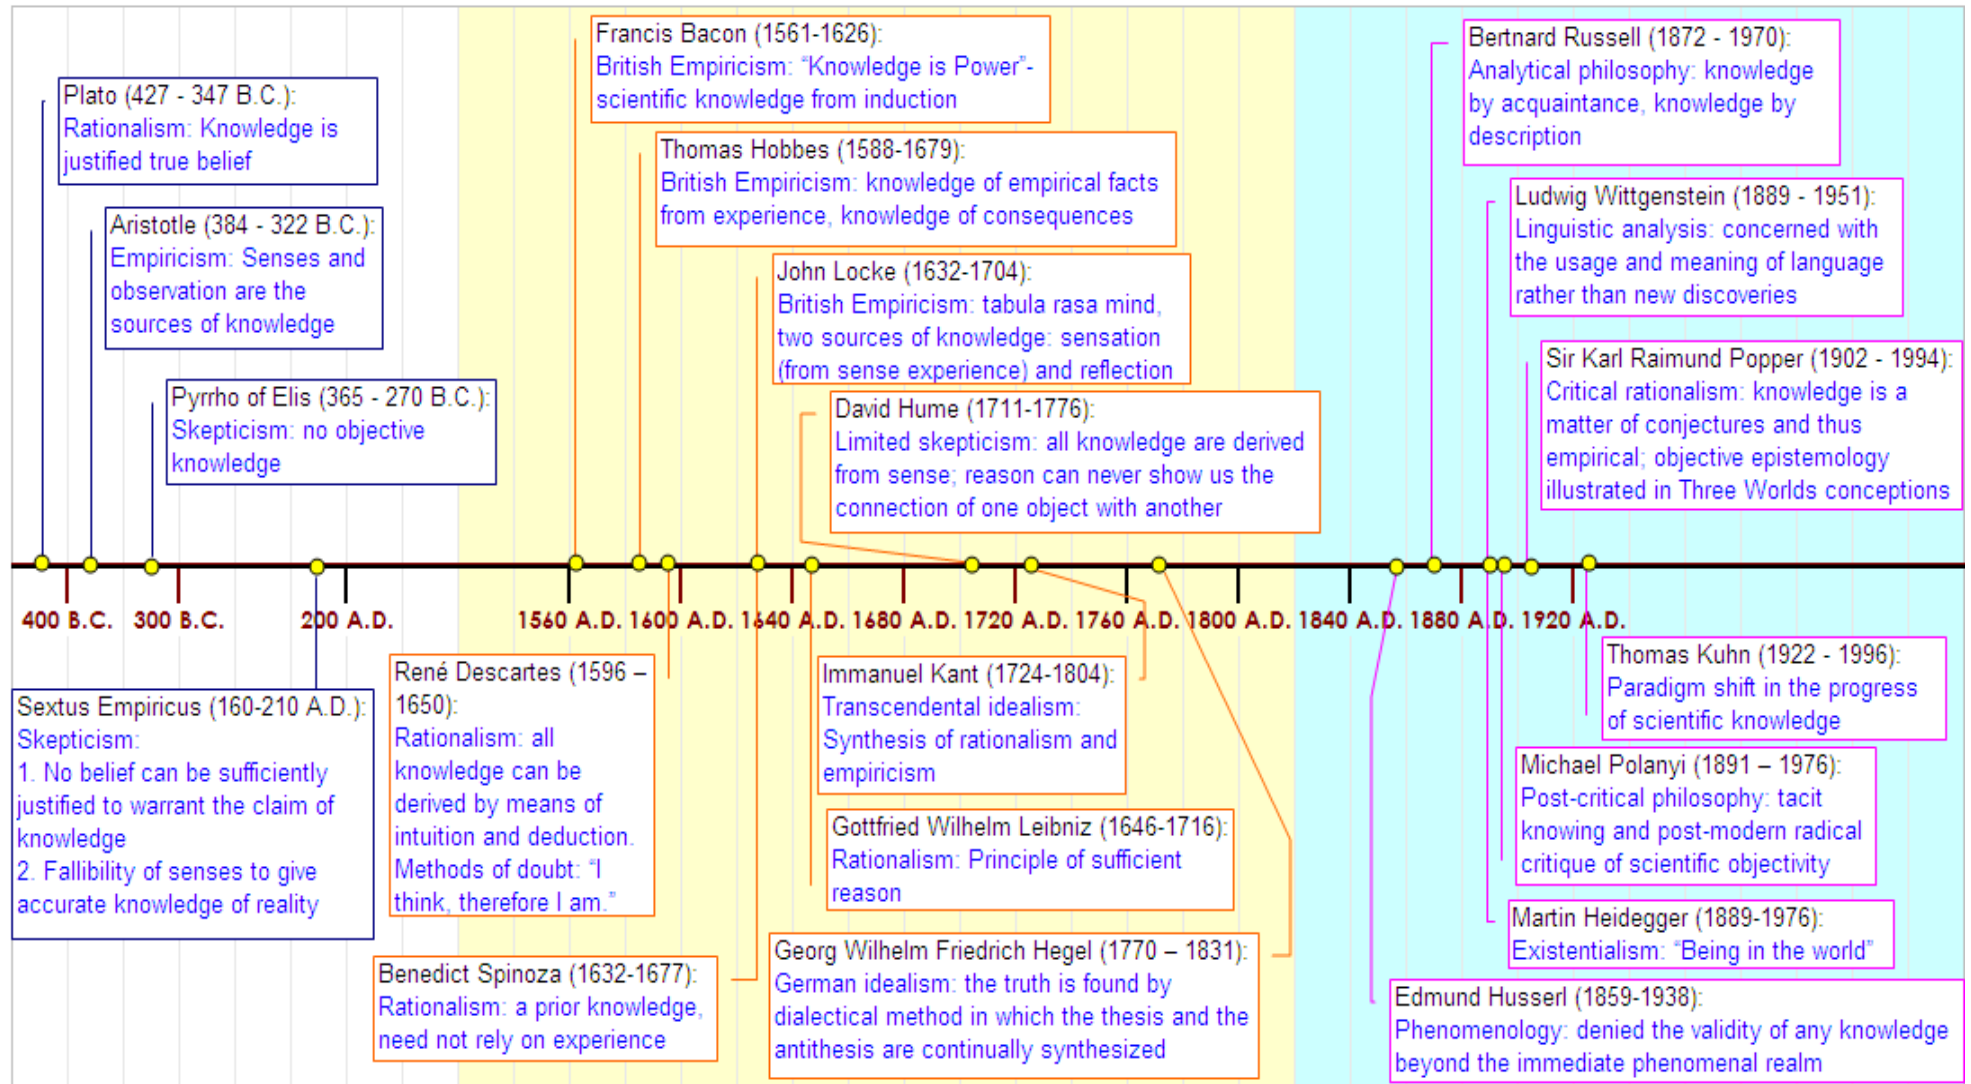 Plato (427 - 347 B.C.):
Rationalism: Knowledge is
justified true belief
Aristotle (384 - 322 B.C.):
Empiricism: Senses and
observation are the
sources of knowledge
Pyrrho of Elis (365 - 270 B.C.):
Skepticism: no objective
knowledge
Francis Bacon (1561-1626):
British Empiricism: “Knowledge is Power”-
scientific knowledge from induction
Thomas Hobbes (1588-1679):
British Empiricism: knowledge of empirical facts
from experience, knowledge of consequences
John Locke (1632-1704):
British Empiricism: tabula rasa mind,
two sources of knowledge: sensation
(from sense experience) and reflection
David Hume (1711-1776):
Limited skepticism: all knowledge are derived
from sense; reason can never show us the
connection of one object with another
Bertnard Russell (1872 - 1970):
Analytical philosophy: knowledge
by acquaintance, knowledge by
description
Ludwig Wittgenstein (1889 - 1951):
Linguistic analysis: concerned with
the usage and meaning of language
rather than new discoveries
Sir Karl Raimund Popper (1902 - 1994):
Critical rationalism: knowledge is a
matter of conjectures and thus
empirical; objective epistemology
illustrated in Three Worlds conceptions
400 B.C. 300 B.C. 200 A.D. 1560 A.D. 1600 A.D. 1640 A.D. 1680 A.D. 1720 A.D. 1760 A.D. 1800 A.D. 1840 A.D. 1880 A.D. 1920 A.D.
Sextus Empiricus (160-210 A.D.):
Skepticism:
1. No belief can be sufficiently
justified to warrant the claim of
knowledge
2. Fallibility of senses to give
accurate knowledge of reality
René Descartes (1596 –
1650):
Rationalism: all
knowledge can be
derived by means of
intuition and deduction.
Methods of doubt: “I
think, therefore I am.”
Benedict Spinoza (1632-1677):
Rationalism: a prior knowledge,
need not rely on experience
Immanuel Kant (1724-1804):
Transcendental idealism:
Synthesis of rationalism and
empiricism
Gottfried Wilhelm Leibniz (1646-1716):
Rationalism: Principle of sufficient
reason
Georg Wilhelm Friedrich Hegel (1770 – 1831):
German idealism: the truth is found by
dialectical method in which the thesis and the
antithesis are continually synthesized
Thomas Kuhn (1922 - 1996):
Paradigm shift in the progress
of scientific knowledge
Michael Polanyi (1891 – 1976):
Post-critical philosophy: tacit
knowing and post-modern radical
critique of scientific objectivity
Martin Heidegger (1889-1976):
Existentialism: “Being in the world”
Edmund Husserl (1859-1938):
Phenomenology: denied the validity of any knowledge
beyond the immediate phenomenal realm